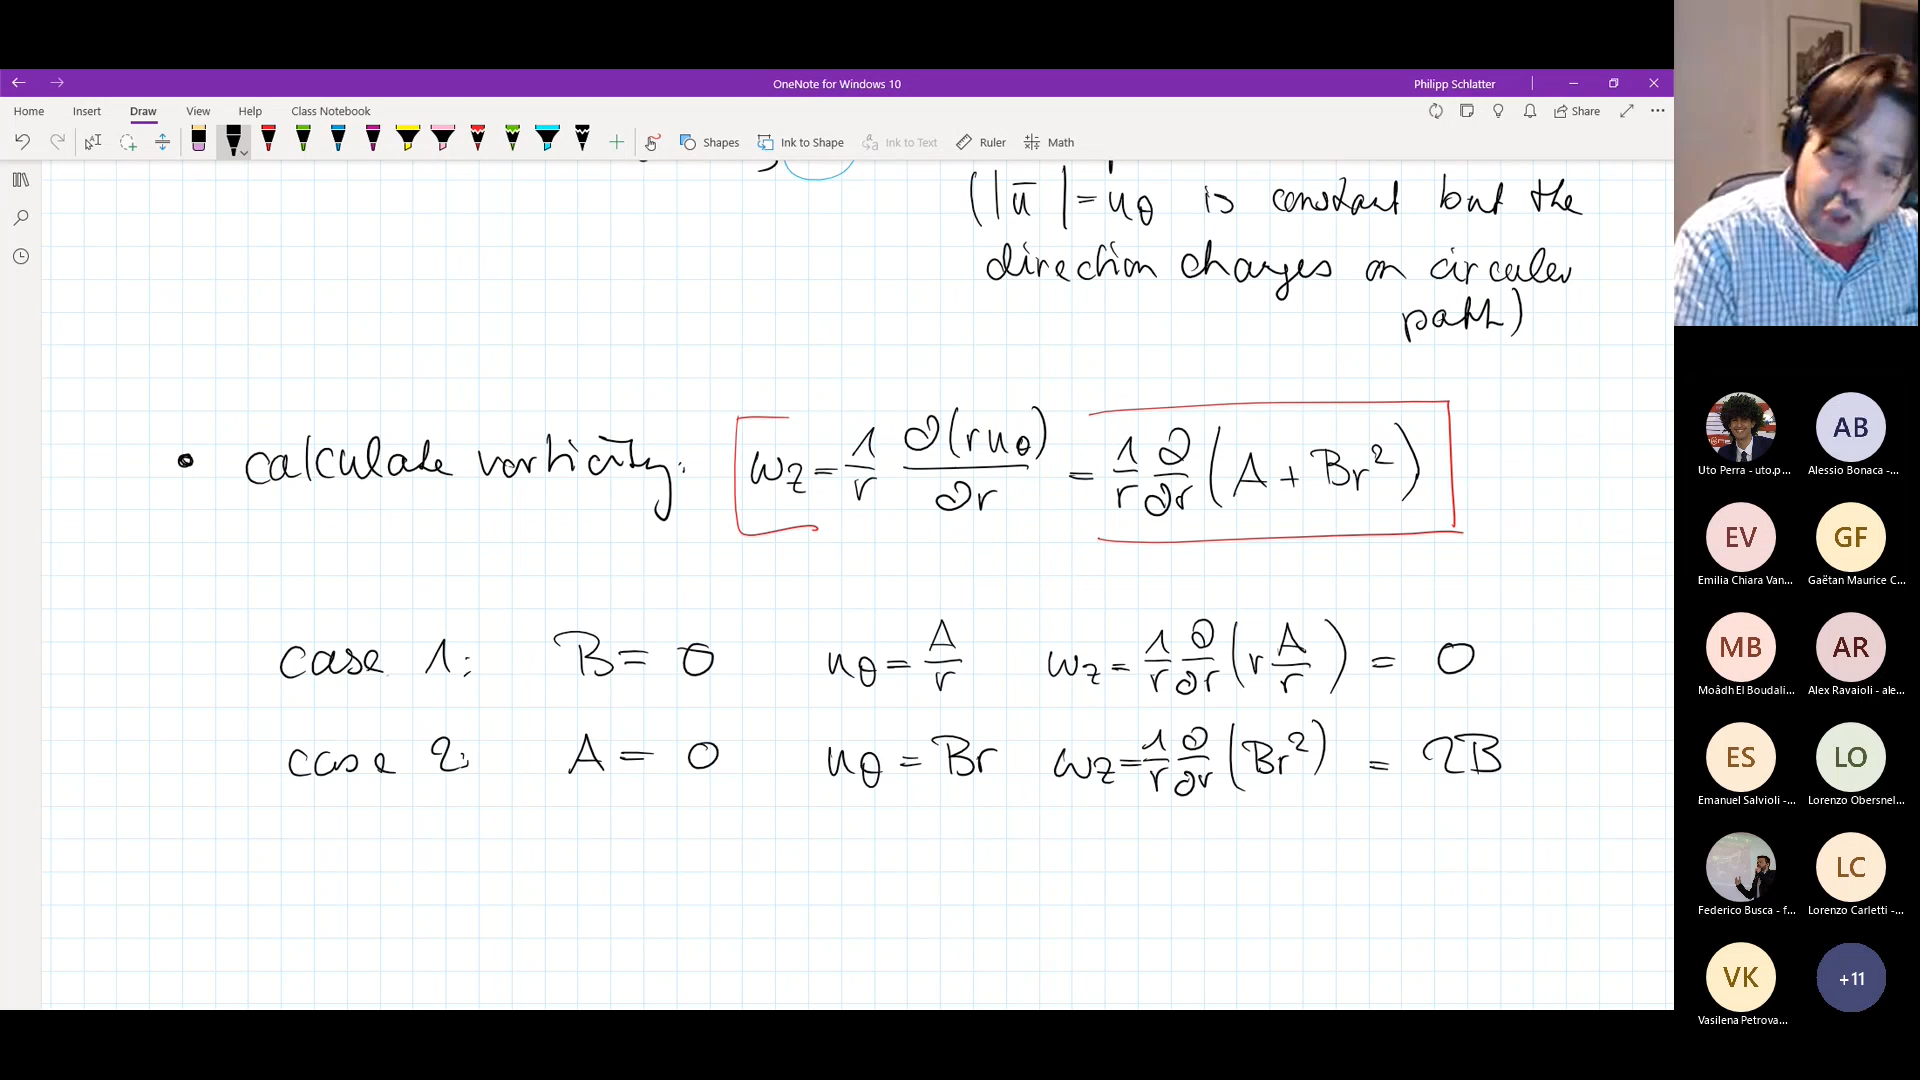 OneNote for Windows 10
Philipp Schlatter
Home Insert Draw View Help Class Notebook
Share
Shapes Ink to Shape Ink to Text Ruler Math
(|ū| = uθ is constant but the
direction changes on circular
path)
• calculate vorticity: ωz = 1/r ∂(r uθ)/∂r = 1/r ∂/∂r (A + Br²)
case 1: B = 0 uθ = A/r ωz = 1/r ∂/∂r (r A/r) = 0
case 2: A = 0 uθ = Br ωz = 1/r ∂/∂r (Br²) = 2B
Uto Perra - uto.p...
AB
Alessio Bonaca -...
EV
Emilia Chiara Van...
GF
Gaëtan Maurice C...
MB
Moâdh El Boudali...
AR
Alex Ravaioli - ale...
ES
Emanuel Salvioli -...
LO
Lorenzo Obersnel...
Federico Busca - f...
LC
Lorenzo Carletti -...
VK
Vasilena Petrova...
+11